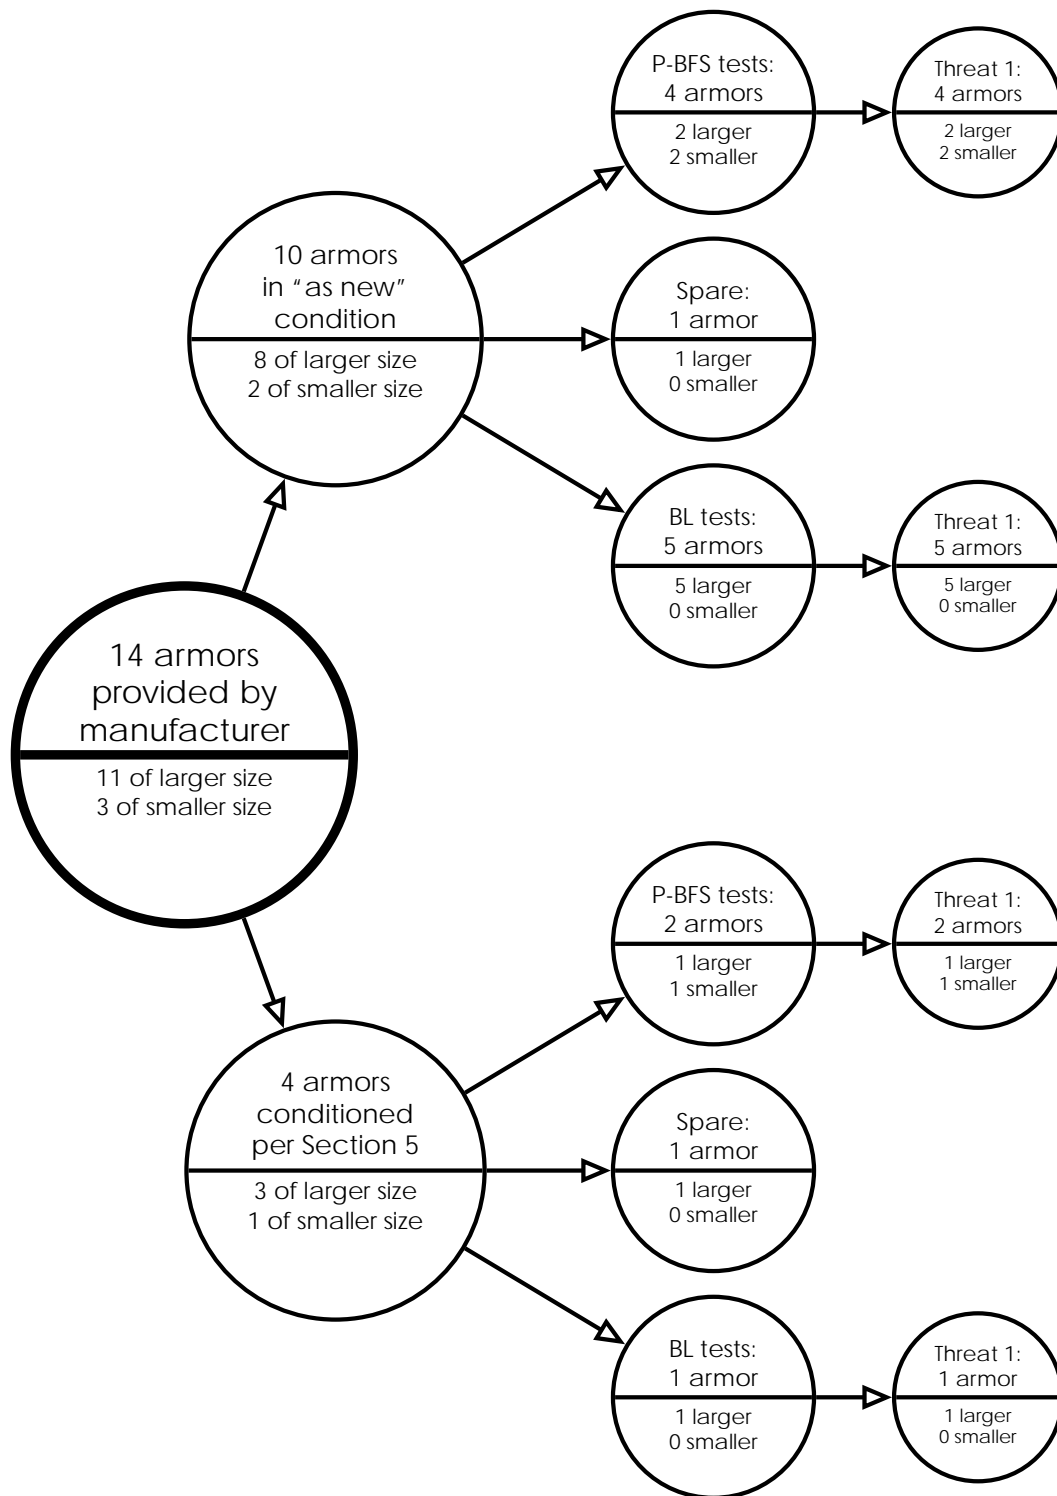 P-BFS tests:
4 armors
2 larger
2 smaller
Threat 1:
4 armors
2 larger
2 smaller
10 armors
in “as new”
condition
8 of larger size
2 of smaller size
Spare:
1 armor
1 larger
0 smaller
BL tests:
5 armors
5 larger
0 smaller
Threat 1:
5 armors
5 larger
0 smaller
14 armors
provided by
manufacturer
11 of larger size
3 of smaller size
P-BFS tests:
2 armors
1 larger
1 smaller
Threat 1:
2 armors
1 larger
1 smaller
4 armors
conditioned
per Section 5
3 of larger size
1 of smaller size
Spare:
1 armor
1 larger
0 smaller
BL tests:
1 armor
1 larger
0 smaller
Threat 1:
1 armor
1 larger
0 smaller